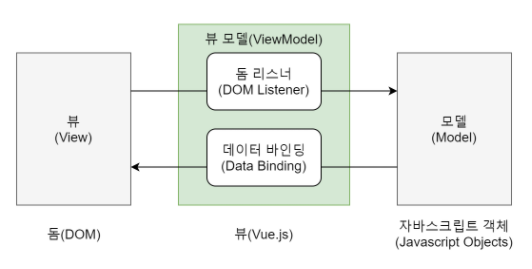 뷰 모델(ViewModel)
돔 리스너
(DOM Listener)
뷰
(View)
모델
(Model)
데이터 바인딩
(Data Binding)
돔(DOM)
뷰(Vue.js)
자바스크립트 객체
(Javascript Objects)